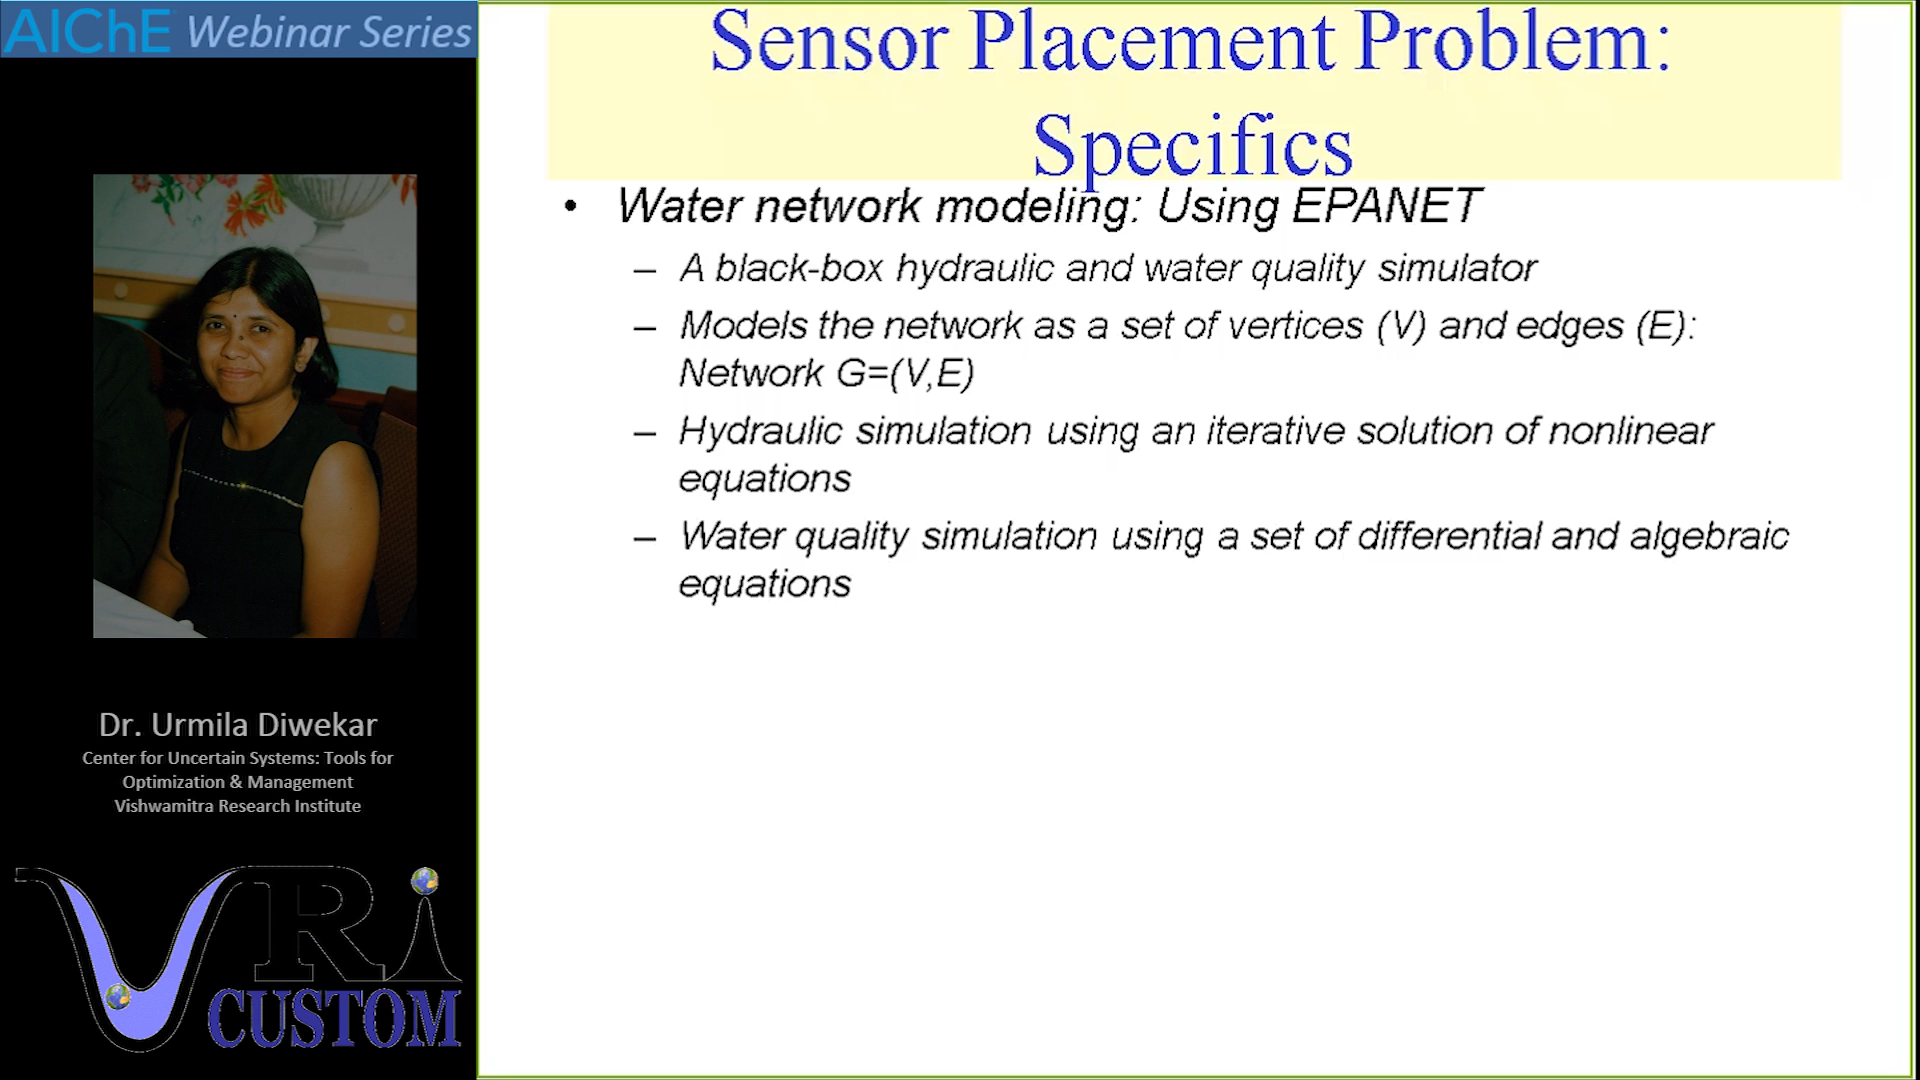 AIChE Webinar Series
Sensor Placement Problem:
Specifics
• Water network modeling: Using EPANET
– A black-box hydraulic and water quality simulator
– Models the network as a set of vertices (V) and edges (E):
Network G=(V,E)
– Hydraulic simulation using an iterative solution of nonlinear
equations
– Water quality simulation using a set of differential and algebraic
equations
Dr. Urmila Diwekar
Center for Uncertain Systems: Tools for
Optimization & Management
Vishwamitra Research Institute
VRi
CUSTOM